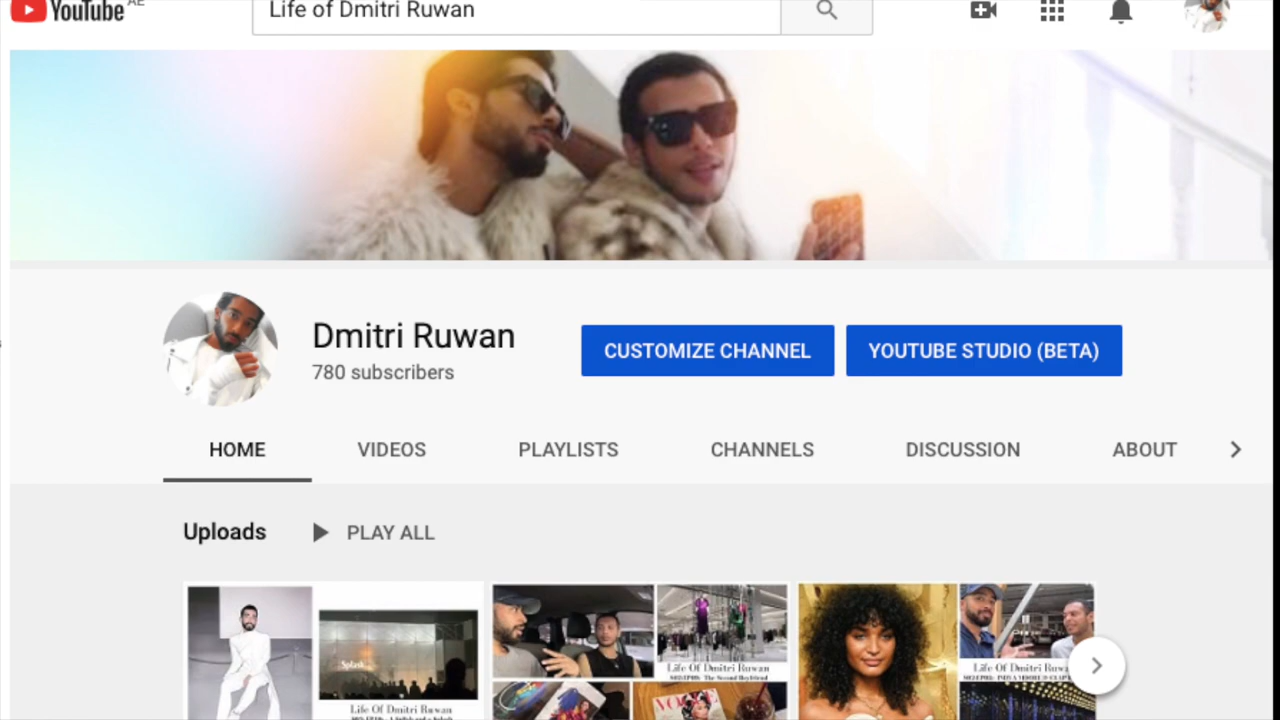 YouTube AE
Life of Dmitri Ruwan
Dmitri Ruwan
780 subscribers
CUSTOMIZE CHANNEL
YOUTUBE STUDIO (BETA)
HOME VIDEOS PLAYLISTS CHANNELS DISCUSSION ABOUT
Uploads PLAY ALL
Splash
Life Of Dmitri Ruwan
Life Of Dmitri Ruwan
The Second Boyfriend
VOGUE
Life Of Dmitri Ruwa